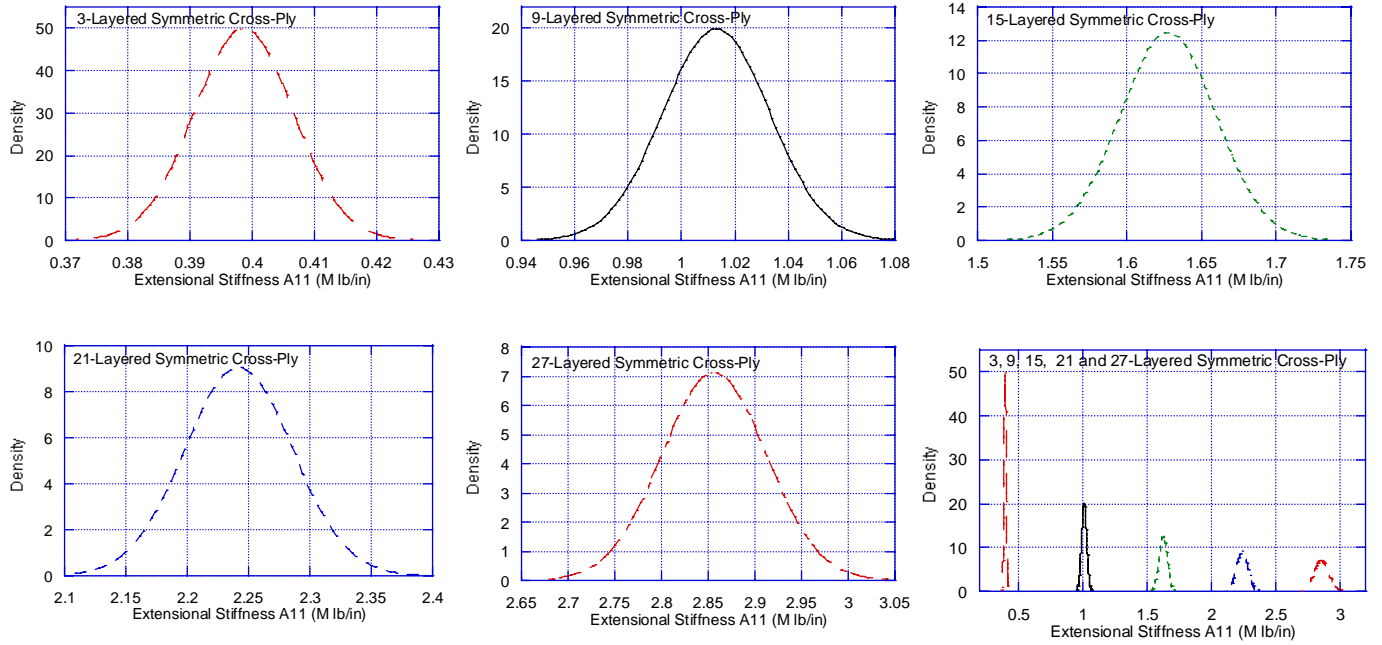 3-Layered Symmetric Cross-Ply
50
40
30
20
10
0
Density
0.37 0.38 0.39 0.4 0.41 0.42 0.43
Extensional Stiffness A11 (M lb/in)
9-Layered Symmetric Cross-Ply
20
15
10
5
0
Density
0.94 0.96 0.98 1 1.02 1.04 1.06 1.08
Extensional Stiffness A11 (M lb/in)
15-Layered Symmetric Cross-Ply
14
12
10
8
6
4
2
0
Density
1.5 1.55 1.6 1.65 1.7 1.75
Extensional Stiffness A11 (M lb/in)
21-Layered Symmetric Cross-Ply
10
8
6
4
2
0
Density
2.1 2.15 2.2 2.25 2.3 2.35 2.4
Extensional Stiffness A11 (M lb/in)
27-Layered Symmetric Cross-Ply
8
7
6
5
4
3
2
1
0
Density
2.65 2.7 2.75 2.8 2.85 2.9 2.95 3 3.05
Extensional Stiffness A11 (M lb/in)
3, 9, 15, 21 and 27-Layered Symmetric Cross-Ply
50
40
30
20
10
0
Density
0.5 1 1.5 2 2.5 3
Extensional Stiffness A11 (M lb/in)